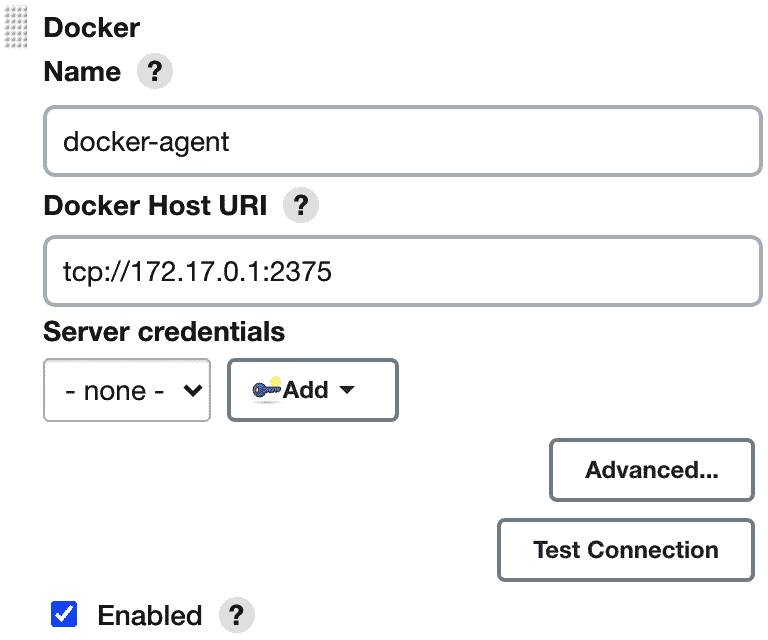 Docker
Name ?
docker-agent
Docker Host URI ?
tcp://172.17.0.1:2375
Server credentials
- none - Add
Advanced...
Test Connection
Enabled ?